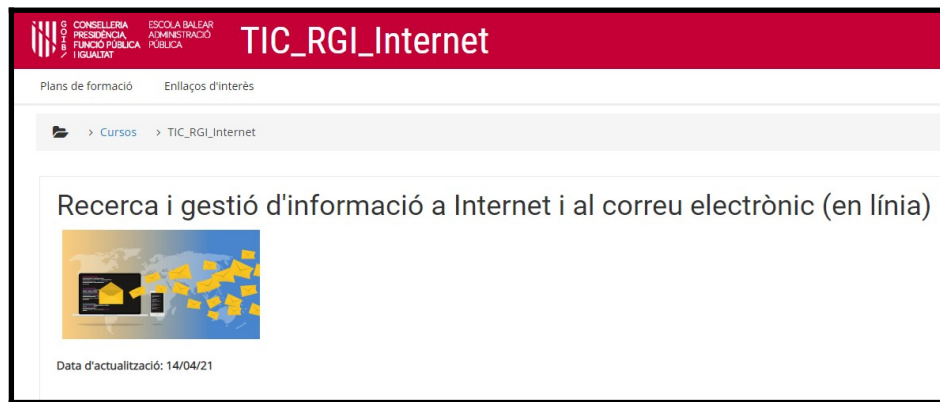 G
O
I
B
CONSELLERIA
PRESIDÈNCIA,
FUNCIÓ PÚBLICA
I IGUALTAT
ESCOLA BALEAR
ADMINISTRACIÓ
PÚBLICA
TIC_RGI_Internet
Plans de formació Enllaços d'interès
> Cursos > TIC_RGI_Internet
Recerca i gestió d'informació a Internet i al correu electrònic (en línia)
Data d'actualització: 14/04/21